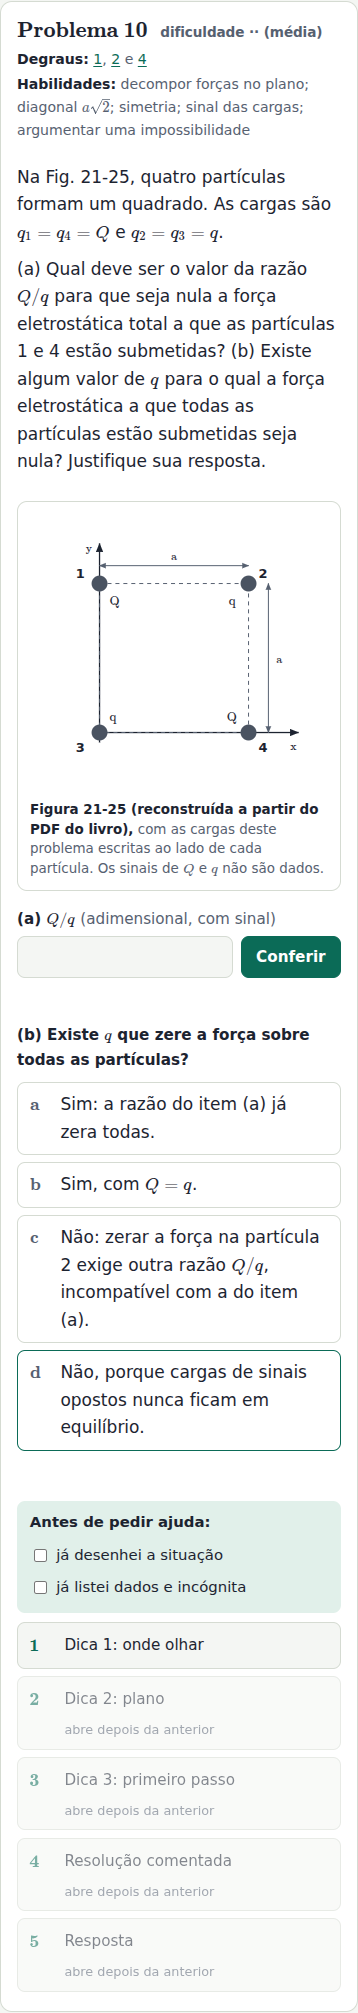 Problema 10 dificuldade ·· (média)
Degraus: 1, 2 e 4
Habilidades: decompor forças no plano;
diagonal a√2; simetria; sinal das cargas;
argumentar uma impossibilidade
Na Fig. 21-25, quatro partículas
formam um quadrado. As cargas são
q₁ = q₄ = Q e q₂ = q₃ = q.
(a) Qual deve ser o valor da razão
Q/q para que seja nula a força
eletrostática total a que as partículas
1 e 4 estão submetidas? (b) Existe
algum valor de q para o qual a força
eletrostática a que todas as
partículas estão submetidas seja
nula? Justifique sua resposta.
y
a
1
2
Q
q
a
q
Q
3
4
x
Figura 21-25 (reconstruída a partir do
PDF do livro), com as cargas deste
problema escritas ao lado de cada
partícula. Os sinais de Q e q não são dados.
(a) Q/q (adimensional, com sinal)
Conferir
(b) Existe q que zere a força sobre
todas as partículas?
a Sim: a razão do item (a) já
zera todas.
b Sim, com Q = q.
c Não: zerar a força na partícula
2 exige outra razão Q/q,
incompatível com a do item
(a).
d Não, porque cargas de sinais
opostos nunca ficam em
equilíbrio.
Antes de pedir ajuda:
já desenhei a situação
já listei dados e incógnita
1 Dica 1: onde olhar
2 Dica 2: plano
abre depois da anterior
3 Dica 3: primeiro passo
abre depois da anterior
4 Resolução comentada
abre depois da anterior
5 Resposta
abre depois da anterior